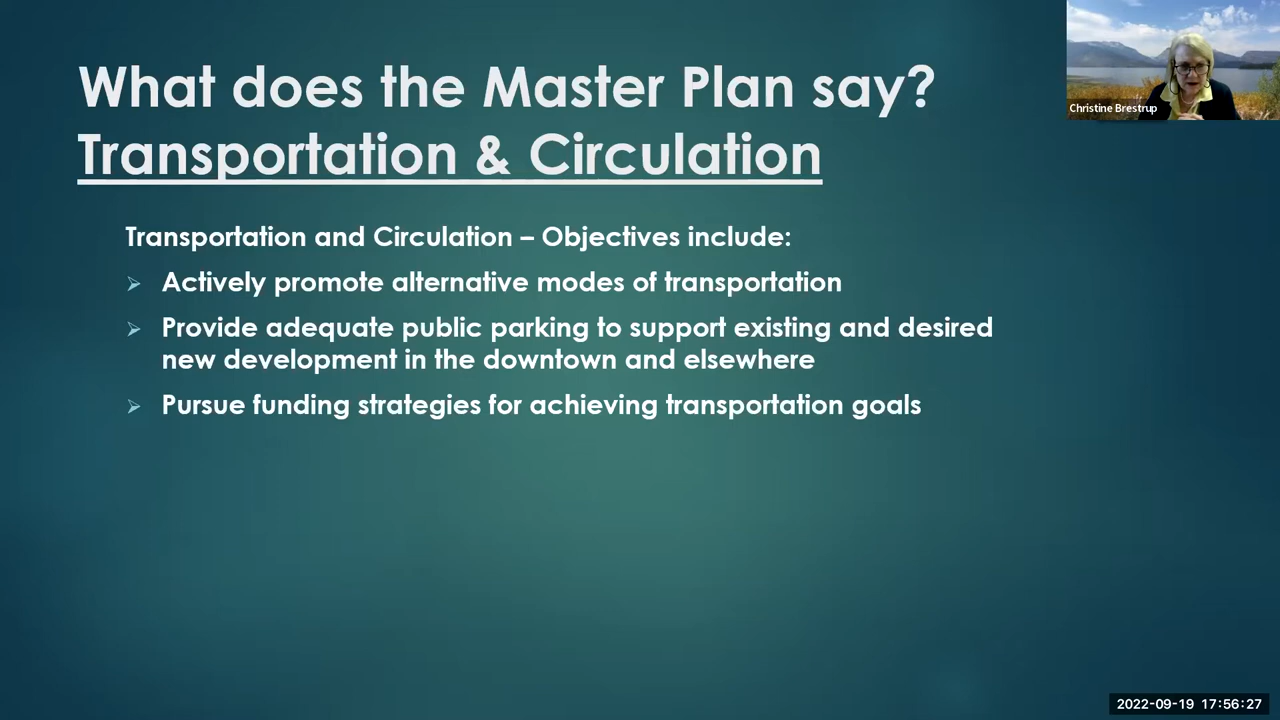 What does the Master Plan say?
Transportation & Circulation
Christine Brestrup
Transportation and Circulation – Objectives include:
Actively promote alternative modes of transportation
Provide adequate public parking to support existing and desired
new development in the downtown and elsewhere
Pursue funding strategies for achieving transportation goals
2022-09-19 17:56:27